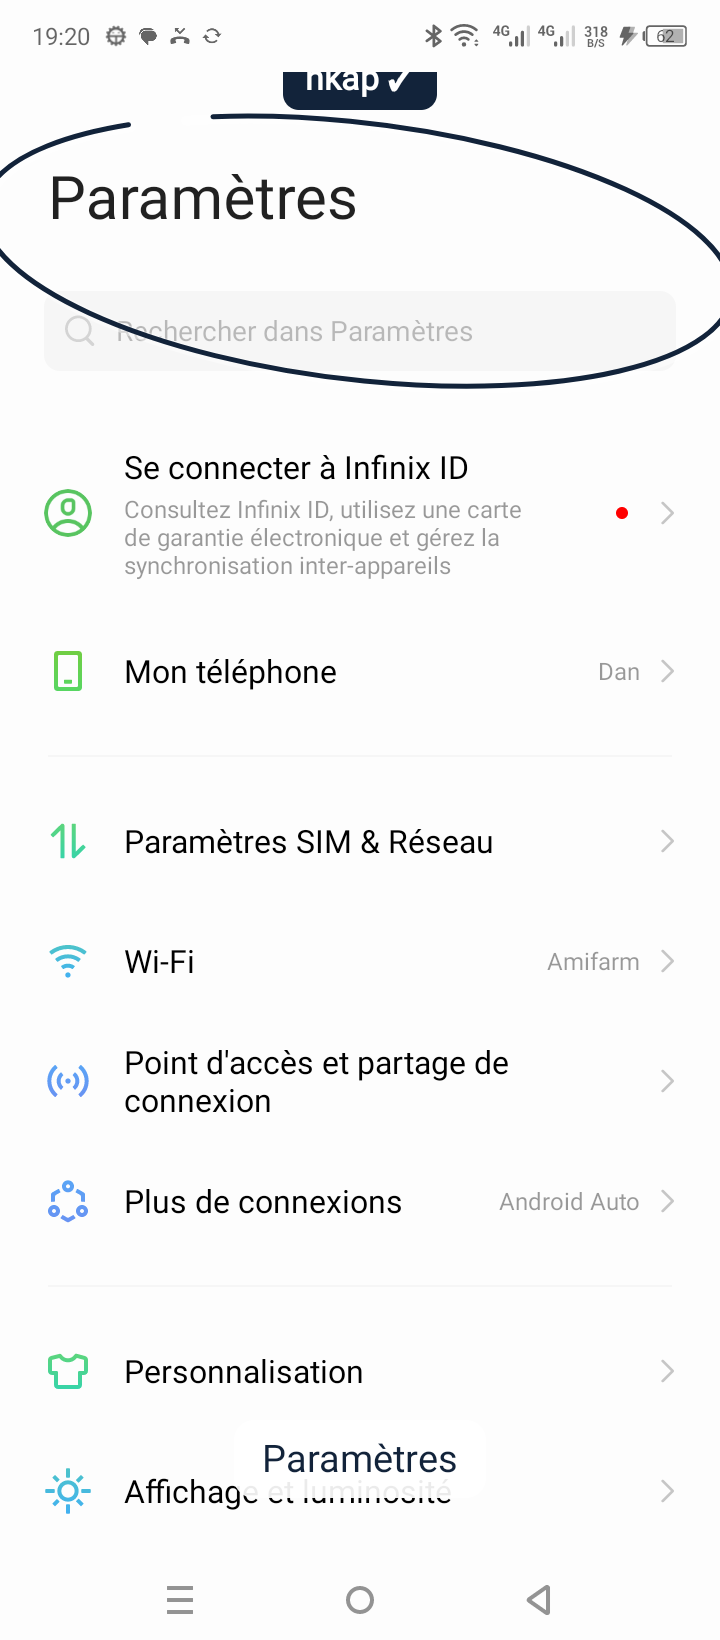 19:20 4G 4G 318 B/S 62
nkap ✓
Paramètres
Rechercher dans Paramètres
Se connecter à Infinix ID
Consultez Infinix ID, utilisez une carte
de garantie électronique et gérez la
synchronisation inter-appareils
Mon téléphone Dan
Paramètres SIM & Réseau
Wi-Fi Amifarm
Point d'accès et partage de
connexion
Plus de connexions Android Auto
Personnalisation
Paramètres
Affichage et luminosité